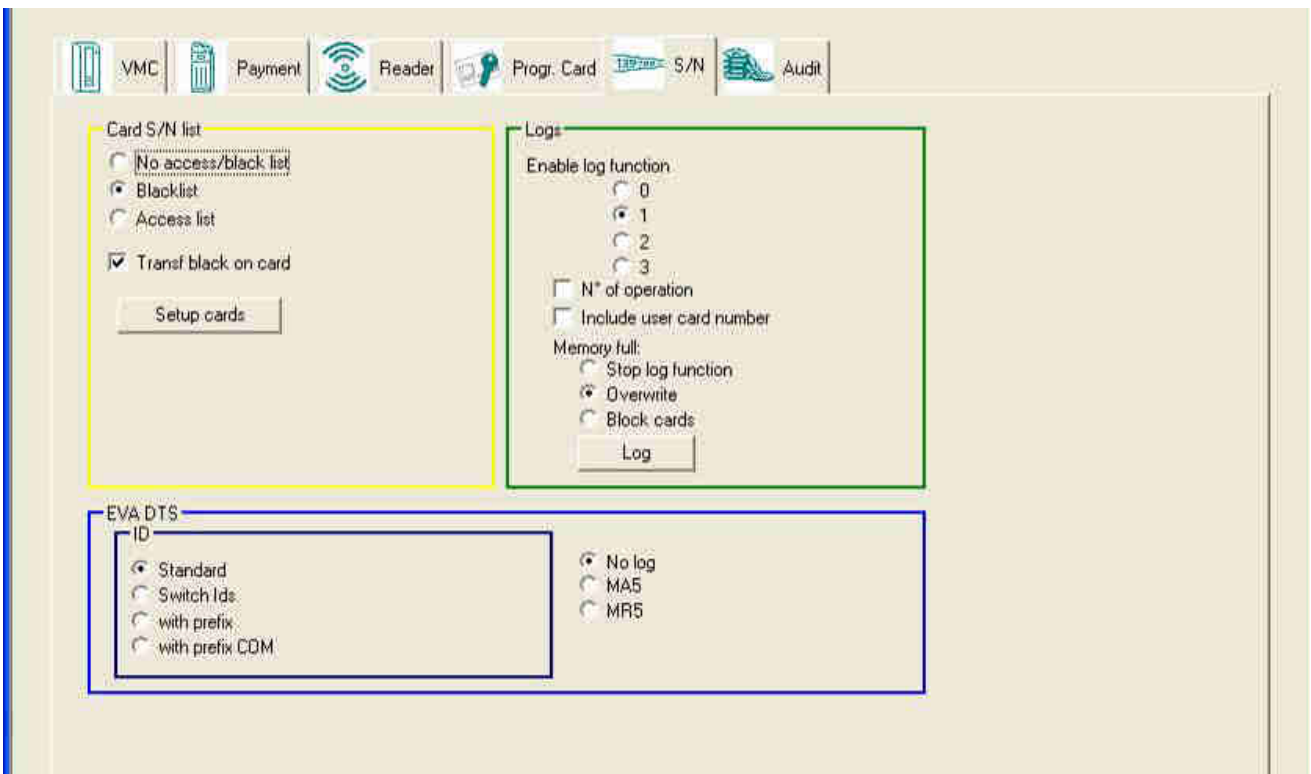 VMC Payment Reader Progr. Card S/N Audit
Card S/N list
No access/black list
Blacklist
Access list
Transf black on card
Setup cards
Logs
Enable log function
0
1
2
3
N° of operation
Include user card number
Memory full:
Stop log function
Overwrite
Block cards
Log
EVA DTS
ID
Standard
Switch Ids
with prefix
with prefix COM
No log
MA5
MR5